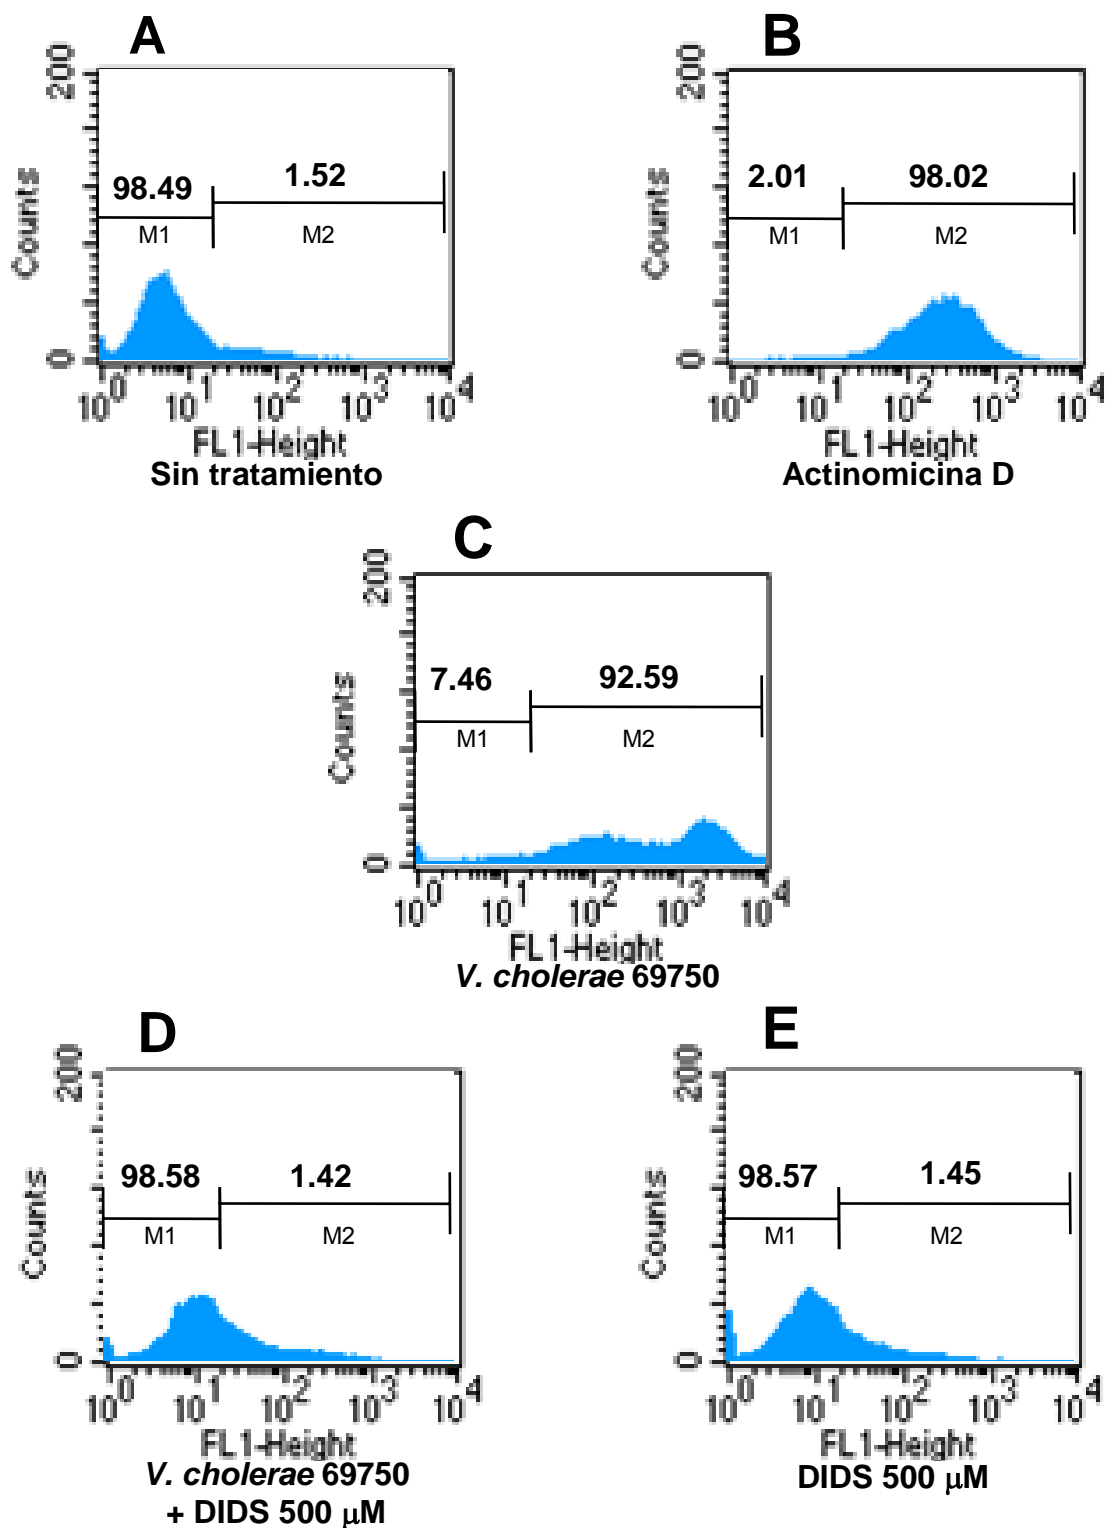 A
200
Counts
0
98.49
1.52
M1
M2
10^0 10^1 10^2 10^3 10^4
FL1-Height
Sin tratamiento
B
200
Counts
0
2.01
98.02
M1
M2
10^0 10^1 10^2 10^3 10^4
FL1-Height
Actinomicina D
C
200
Counts
0
7.46
92.59
M1
M2
10^0 10^1 10^2 10^3 10^4
FL1-Height
V. cholerae 69750
D
200
Counts
0
98.58
1.42
M1
M2
10^0 10^1 10^2 10^3 10^4
FL1-Height
V. cholerae 69750
+ DIDS 500 μM
E
200
Counts
0
98.57
1.45
M1
M2
10^0 10^1 10^2 10^3 10^4
FL1-Height
DIDS 500 μM